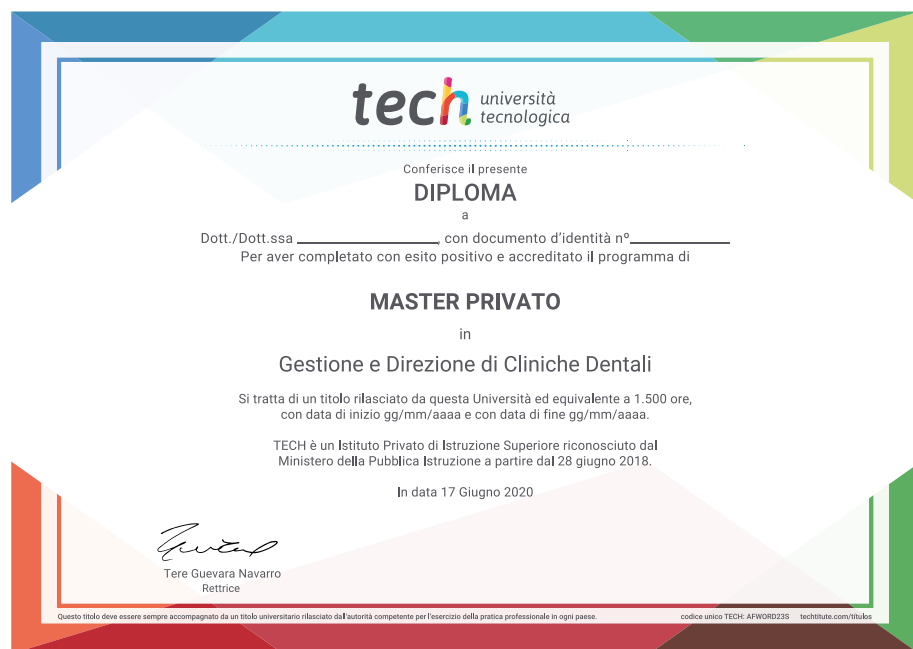 tech università
tecnologica
Conferisce il presente
DIPLOMA
a
Dott./Dott.ssa ____________________, con documento d'identità nº______________
Per aver completato con esito positivo e accreditato il programma di
MASTER PRIVATO
in
Gestione e Direzione di Cliniche Dentali
Si tratta di un titolo rilasciato da questa Università ed equivalente a 1.500 ore,
con data di inizio gg/mm/aaaa e con data di fine gg/mm/aaaa.
TECH è un Istituto Privato di Istruzione Superiore riconosciuto dal
Ministero della Pubblica Istruzione a partire dal 28 giugno 2018.
In data 17 Giugno 2020
Tere Guevara Navarro
Rettrice
Questo titolo deve essere sempre accompagnato da un titolo universitario rilasciato dall'autorità competente per l'esercizio della pratica professionale in ogni paese. codice unico TECH: AFWORD23S techtitute.com/titulos